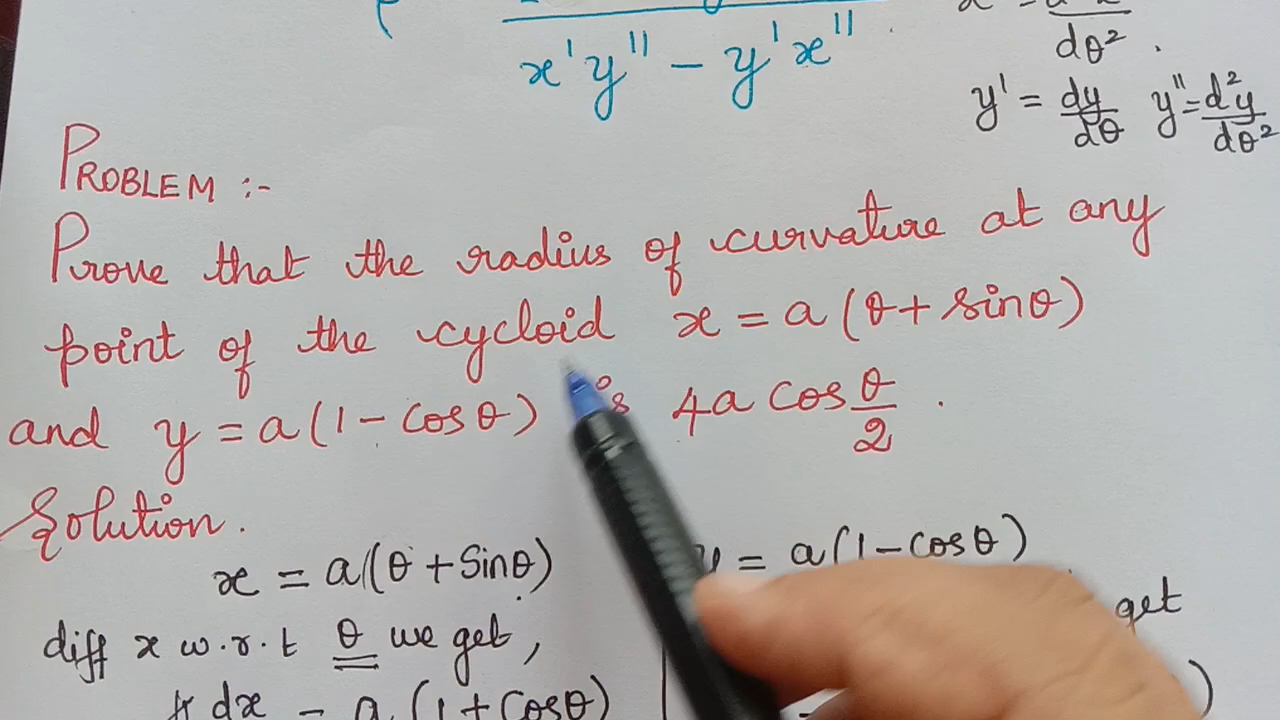 x'y'' - y'x''
dθ² .
y' = dy/dθ y'' = d²y/dθ²
PROBLEM :-
Prove that the radius of curvature at any
point of the cycloid x = a (θ + sinθ)
and y = a (1 - cosθ) is 4a cos θ/2 .
Solution.
x = a(θ + Sinθ) y = a(1 - cosθ)
diff x w.r.t θ we get, get
dx = a (1 + cosθ)